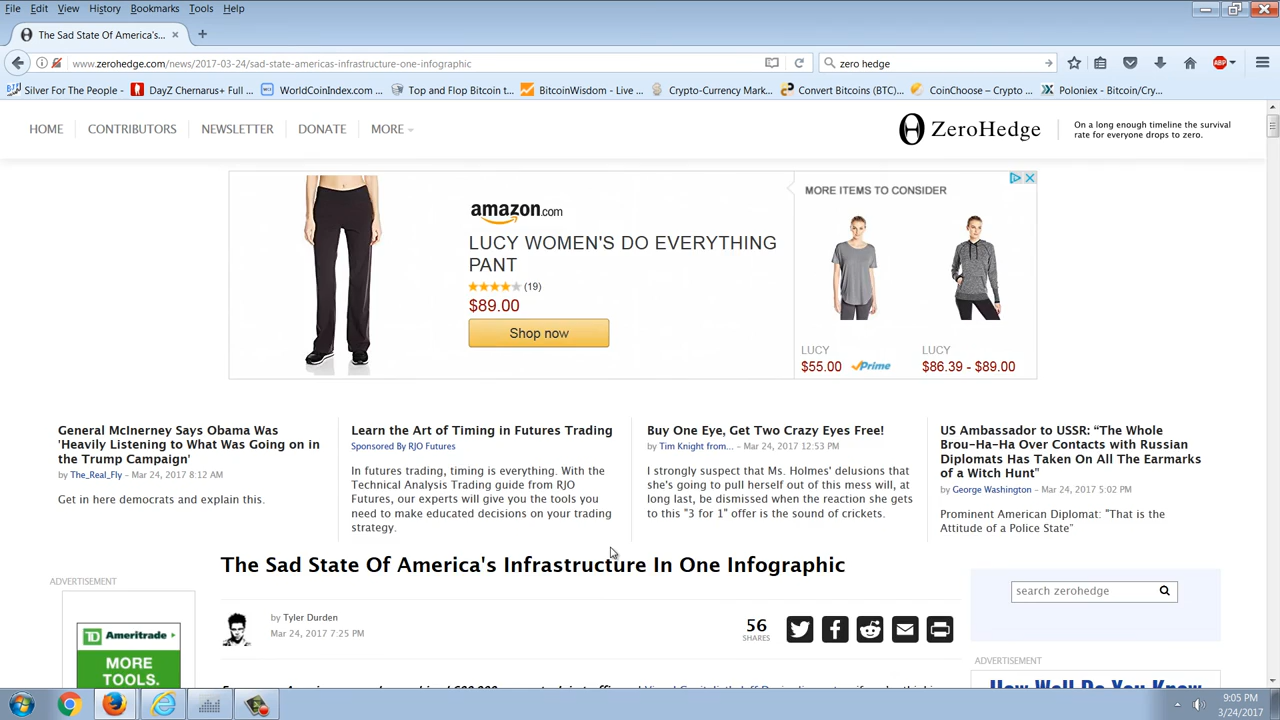 File Edit View History Bookmarks Tools Help
The Sad State Of America's...
www.zerohedge.com/news/2017-03-24/sad-state-americas-infrastructure-one-infographic
zero hedge
ABP
Silver For The People - DayZ Chernarus+ Full ... WorldCoinIndex.com ... Top and Flop Bitcoin t... BitcoinWisdom - Live ... Crypto-Currency Mark... Convert Bitcoins (BTC)... CoinChoose – Crypto ... Poloniex - Bitcoin/Cry...
HOME CONTRIBUTORS NEWSLETTER DONATE MORE
ZeroHedge
On a long enough timeline the survival
rate for everyone drops to zero.
amazon.com
LUCY WOMEN'S DO EVERYTHING
PANT
(19)
$89.00
Shop now
MORE ITEMS TO CONSIDER
LUCY
$55.00 Prime
LUCY
$86.39 - $89.00
General McInerney Says Obama Was
'Heavily Listening to What Was Going on in
the Trump Campaign'
by The_Real_Fly - Mar 24, 2017 8:12 AM
Get in here democrats and explain this.
Learn the Art of Timing in Futures Trading
Sponsored By RJO Futures
In futures trading, timing is everything. With the
Technical Analysis Trading guide from RJO
Futures, our experts will give you the tools you
need to make educated decisions on your trading
strategy.
Buy One Eye, Get Two Crazy Eyes Free!
by Tim Knight from... - Mar 24, 2017 12:53 PM
I strongly suspect that Ms. Holmes' delusions that
she's going to pull herself out of this mess will, at
long last, be dismissed when the reaction she gets
to this "3 for 1" offer is the sound of crickets.
US Ambassador to USSR: “The Whole
Brou-Ha-Ha Over Contacts with Russian
Diplomats Has Taken On All The Earmarks
of a Witch Hunt”
by George Washington - Mar 24, 2017 5:02 PM
Prominent American Diplomat: "That is the
Attitude of a Police State”
The Sad State Of America's Infrastructure In One Infographic
by Tyler Durden
Mar 24, 2017 7:25 PM
56
SHARES
ADVERTISEMENT
TD Ameritrade
MORE
TOOLS.
search zerohedge
ADVERTISEMENT
How Well Do You Know
9:05 PM
3/24/2017